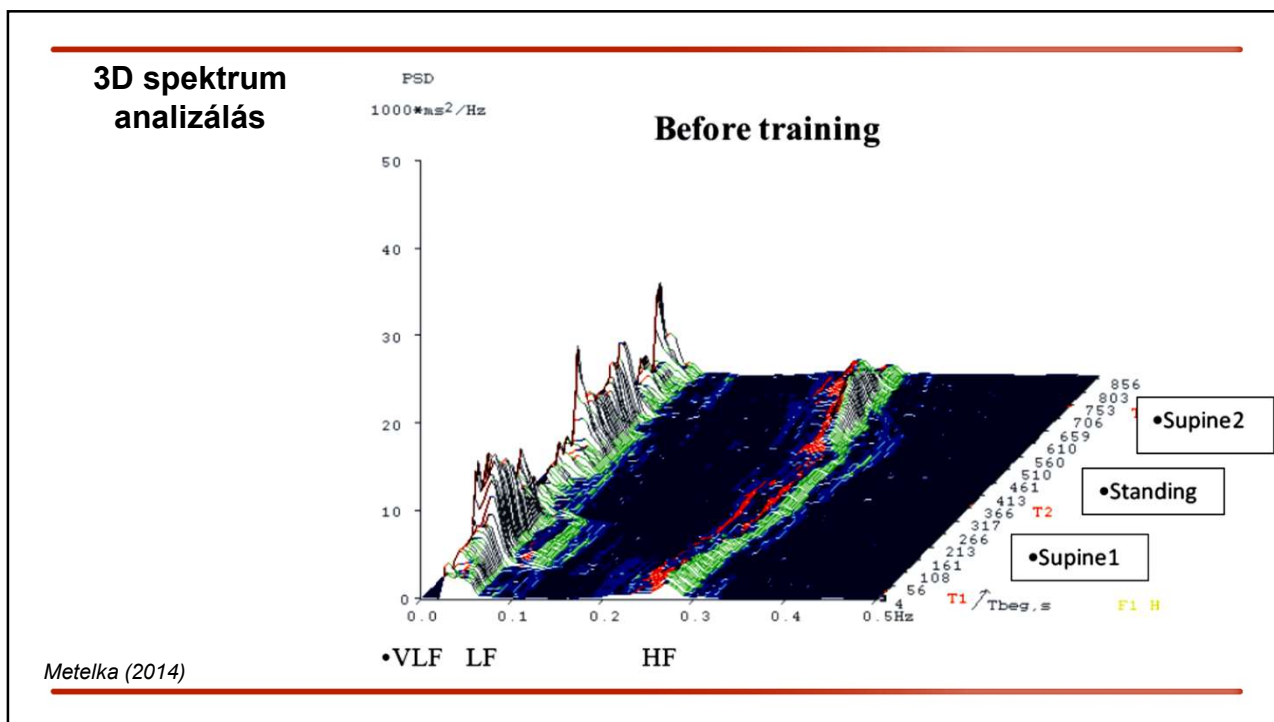 3D spektrum
analizálás
PSD
1000*ms²/Hz
Before training
50
40
30
20
10
0
0.0 0.1 0.2 0.3 0.4 0.5Hz
856
803
753
706
659
610
560
510
461
413
366
317
266
213
161
108
56
4
T1
T2
T
Tbeg,s
F1 H
•Supine2
•Standing
•Supine1
•VLF LF HF
Metelka (2014)